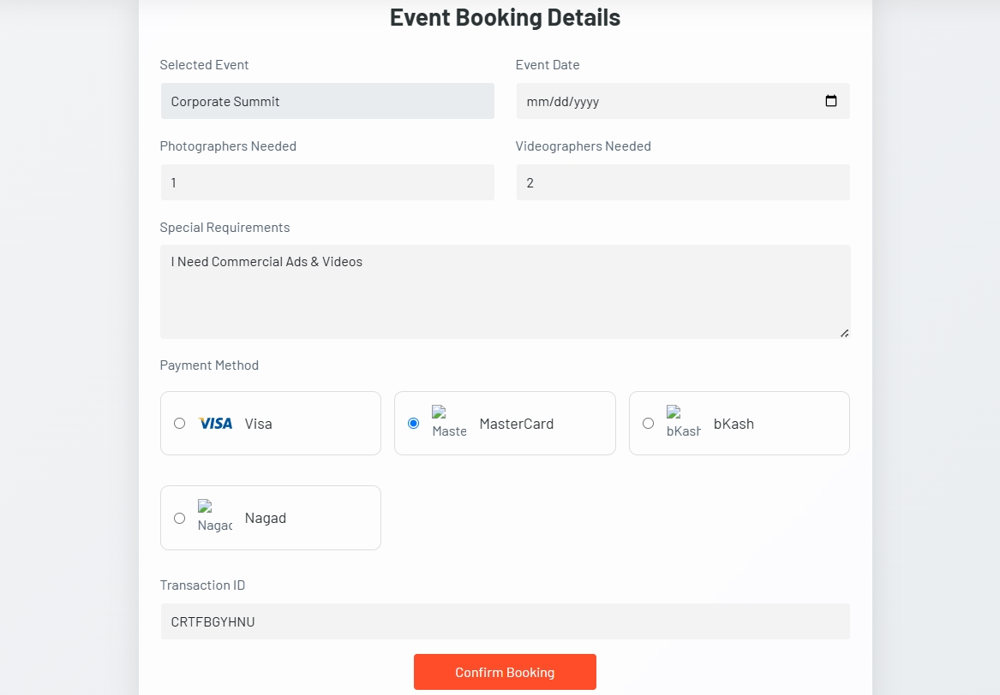 Event Booking Details
Selected Event
Event Date
Corporate Summit
mm/dd/yyyy
Photographers Needed
Videographers Needed
1
2
Special Requirements
I Need Commercial Ads & Videos
Payment Method
VISA Visa
Maste MasterCard
bKash bKash
Nagad Nagad
Transaction ID
CRTFBGYHNU
Confirm Booking